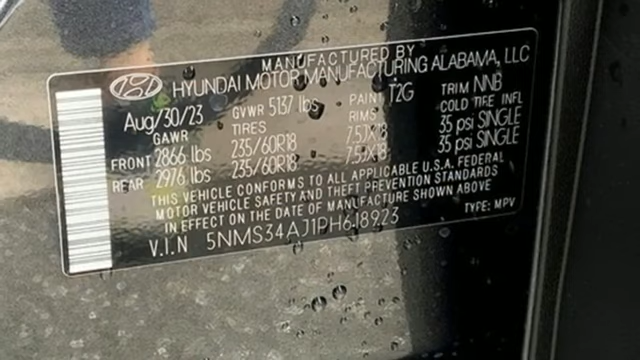 MANUFACTURED BY
HYUNDAI MOTOR MANUFACTURING ALABAMA, LLC
Aug/30/23 GVWR 5137 lbs PAINT T2G TRIM NNB
GAWR TIRES RIMS COLD TIRE INFL
FRONT 2866 lbs 235/60R18 7.5JX18 35 psi SINGLE
REAR 2976 lbs 235/60R18 7.5JX18 35 psi SINGLE
THIS VEHICLE CONFORMS TO ALL APPLICABLE U.S.A. FEDERAL
MOTOR VEHICLE SAFETY AND THEFT PREVENTION STANDARDS
IN EFFECT ON THE DATE OF MANUFACTURE SHOWN ABOVE
V.I.N 5NMS34AJ1PH618923 TYPE: MPV